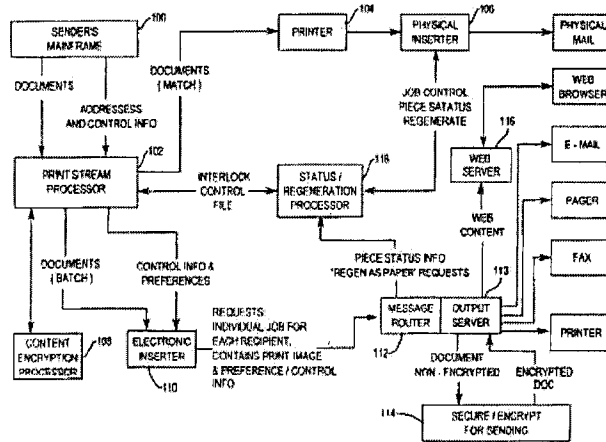 100
SENDER'S
MAINFRAME
104
PRINTER
106
PHYSICAL
INSERTER
PHYSICAL
MAIL
DOCUMENTS
ADDRESSESS
AND CONTROL INFO
DOCUMENTS
(MATCH)
JOB CONTROL
PIECE SATATUS
REGENERATE
WEB
BROWSER
116
WEB
SERVER
E-MAIL
102
PRINT STREAM
PROCESSOR
INTERLOCK
CONTROL
FILE
118
STATUS /
REGENERATION
PROCESSOR
PAGER
WEB
CONTENT
FAX
DOCUMENTS
(BATCH)
CONTROL INFO &
PREFERENCES
PIECE STATUS INFO
"REGEN AS PAPER" REQUESTS
113
MESSAGE
ROUTER
OUTPUT
SERVER
112
PRINTER
CONTENT
ENCRYPTION
PROCESSOR
108
ELECTRONIC
INSERTER
110
REQUESTS:
INDIVIDUAL JOB FOR
EACH RECIPIENT,
CONTAINS PRINT IMAGE
& PREFERENCE / CONTROL
INFO
DOCUMENT
NON-ENCRYPTED
ENCRYPTED
DOC
114
SECURE / ENCRYPT
FOR SENDING